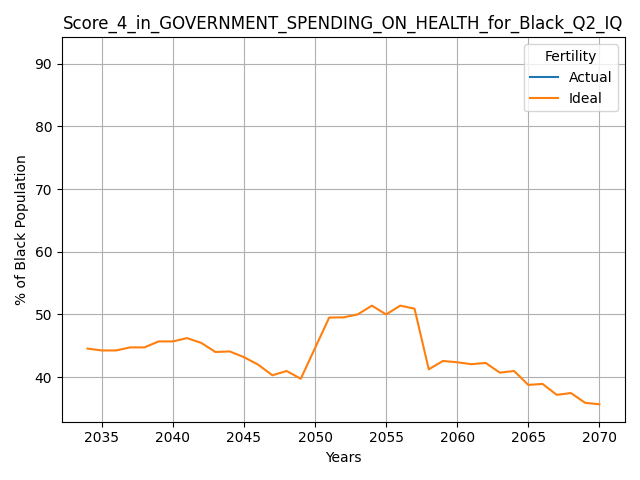 Score_4_in_GOVERNMENT_SPENDING_ON_HEALTH_for_Black_Q2_IQ
Fertility
Actual
Ideal
% of Black Population
90
80
70
60
50
40
2035 2040 2045 2050 2055 2060 2065 2070
Years